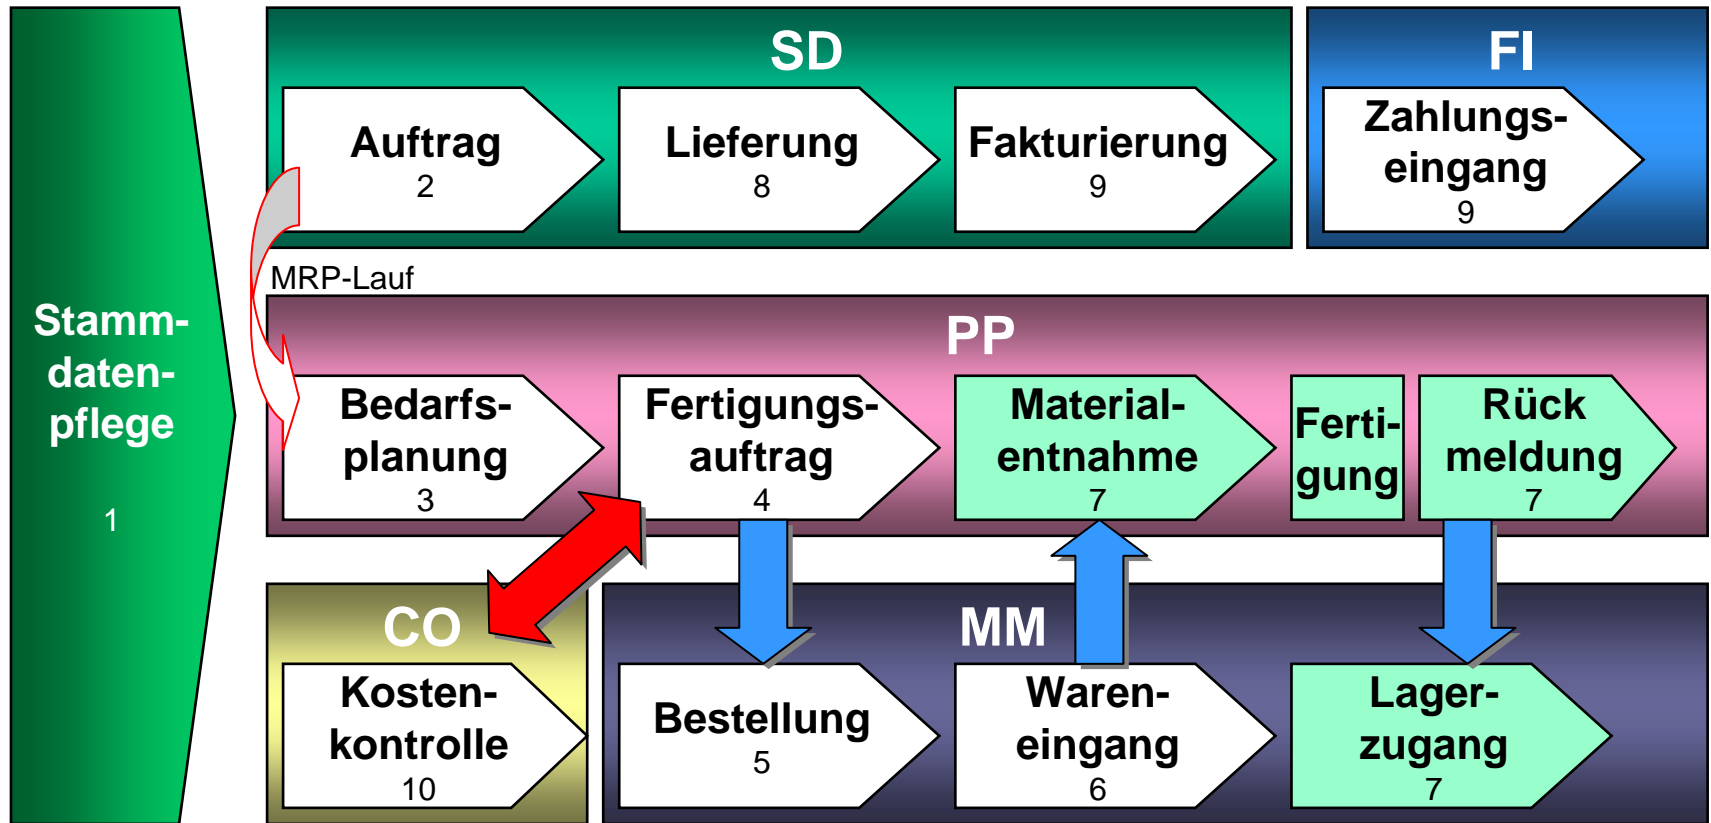 Stamm-
daten-
pflege
1
SD
Auftrag
2
Lieferung
8
Fakturierung
9
FI
Zahlungs-
eingang
9
MRP-Lauf
PP
Bedarfs-
planung
3
Fertigungs-
auftrag
4
Material-
entnahme
7
Ferti-
gung
Rück
meldung
7
CO
Kosten-
kontrolle
10
MM
Bestellung
5
Waren-
eingang
6
Lager-
zugang
7